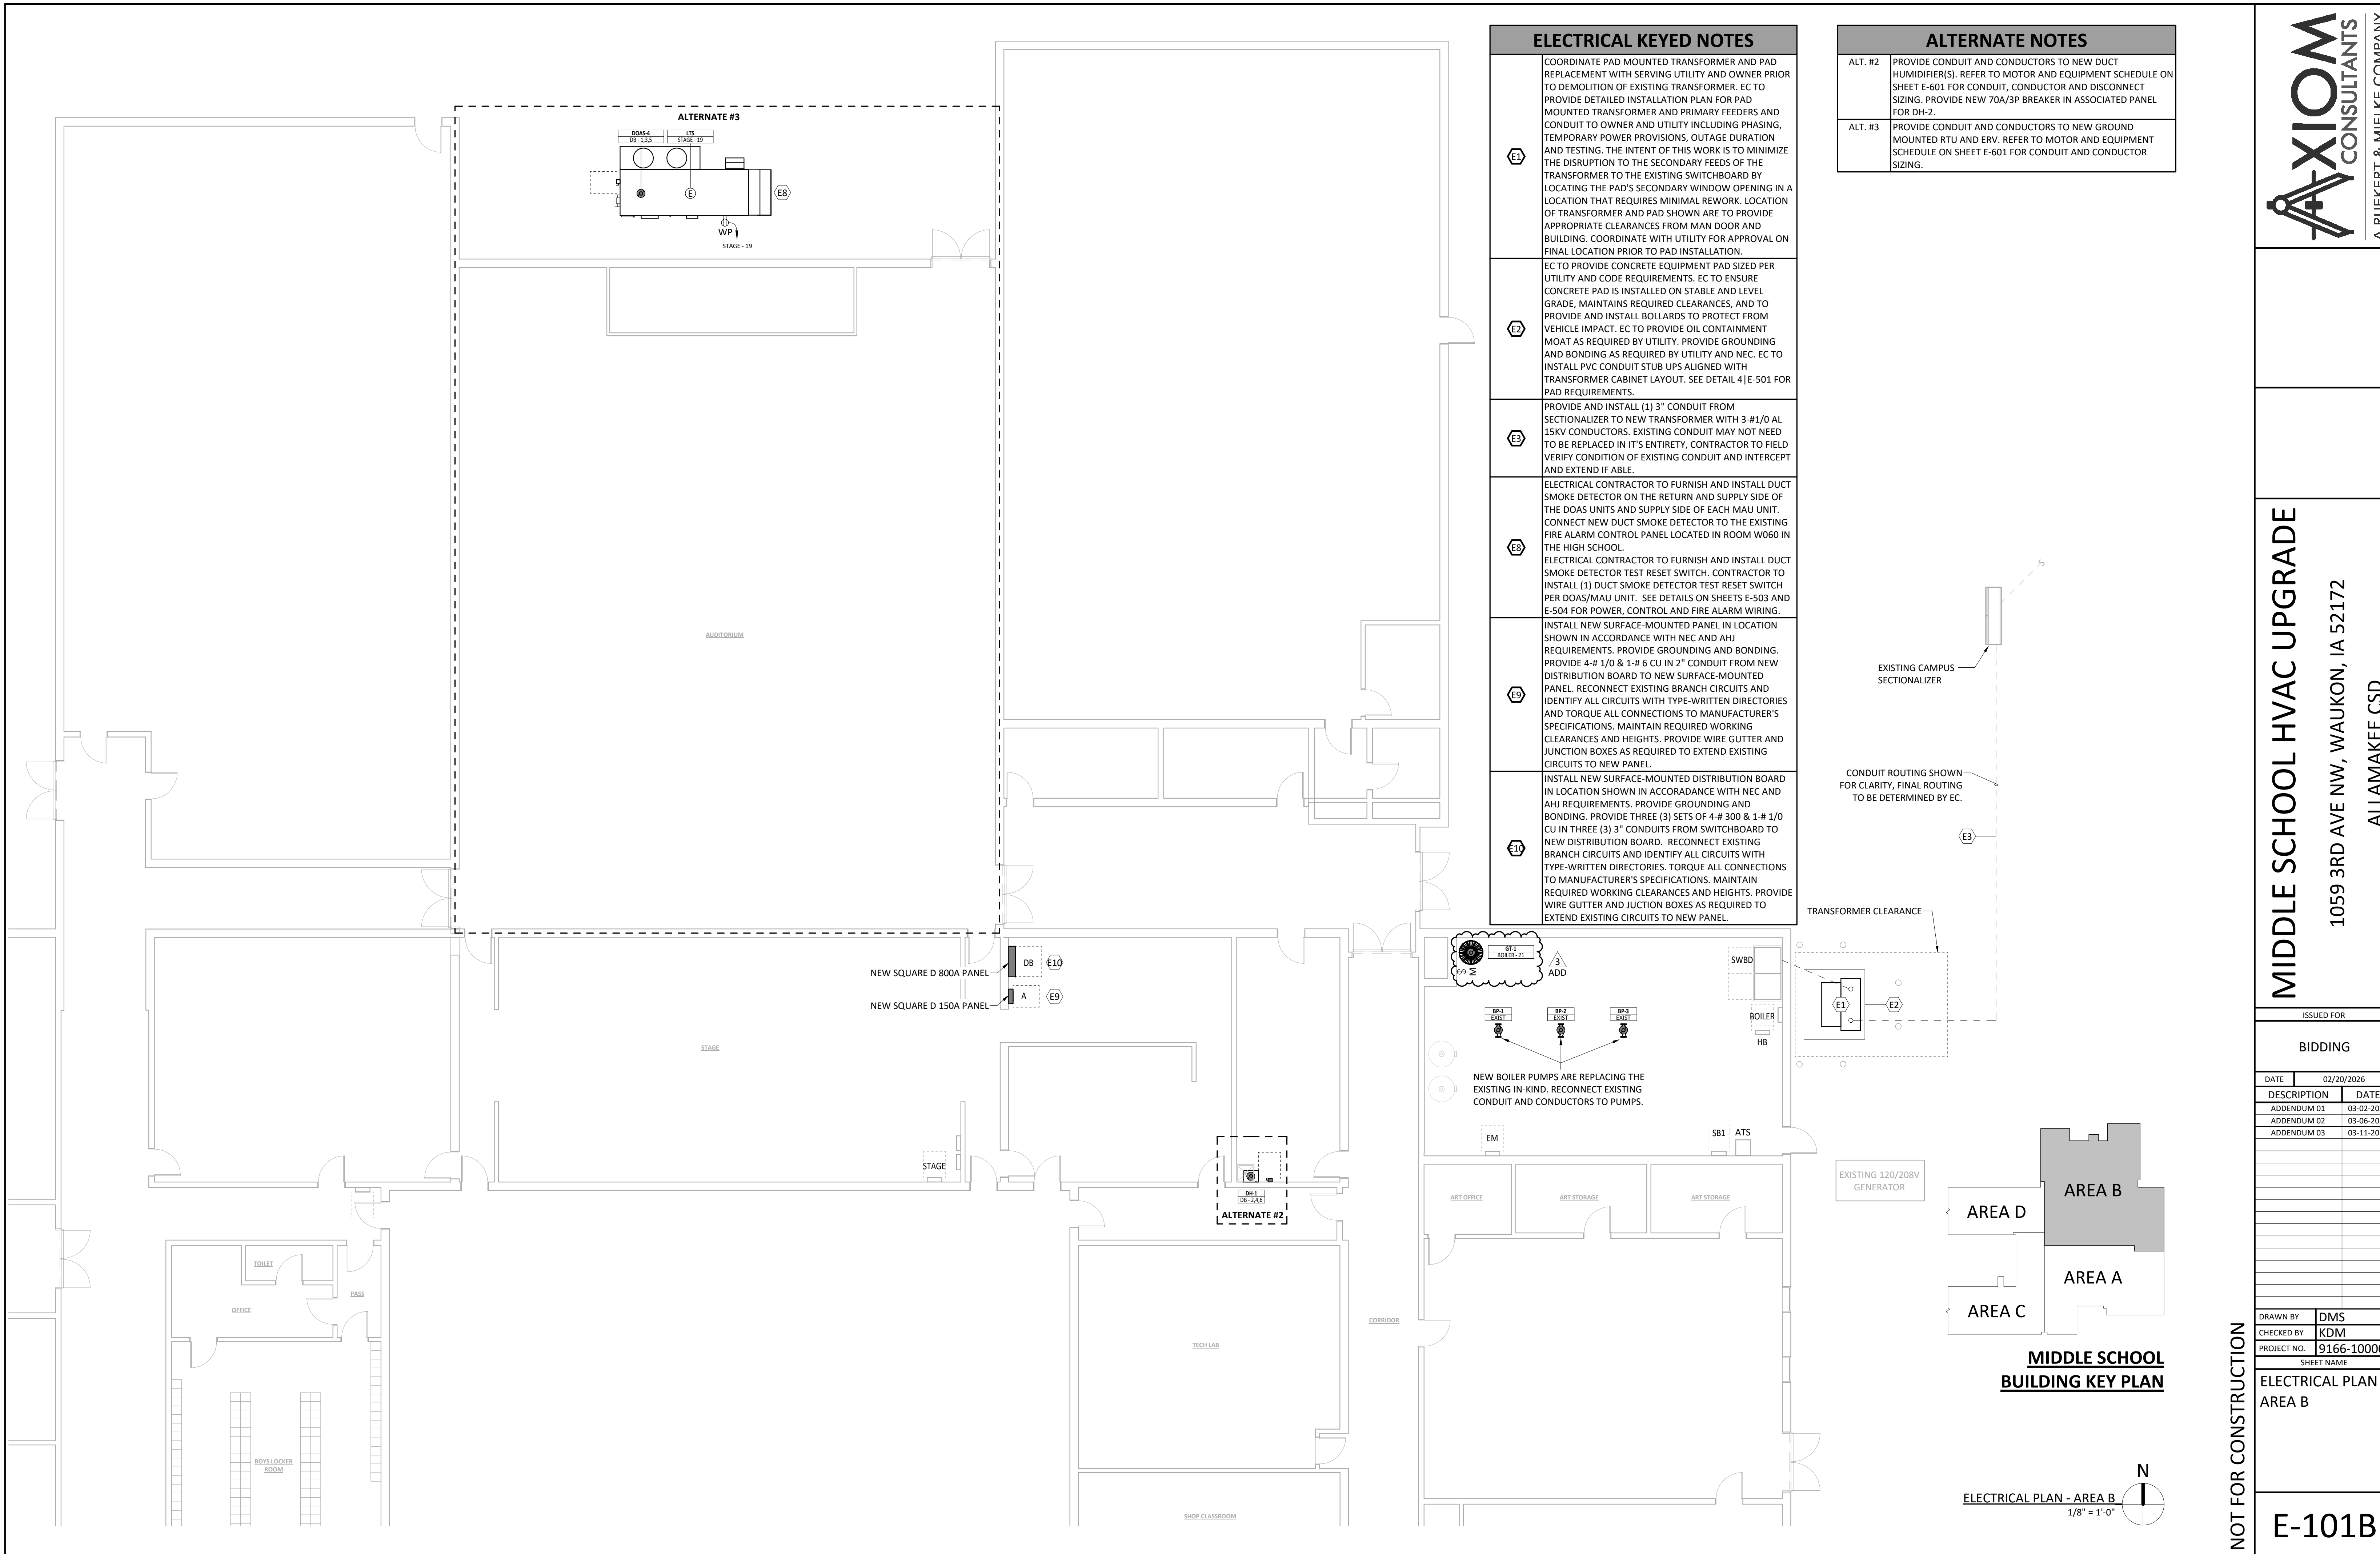 ELECTRICAL KEYED NOTES
E1
COORDINATE PAD MOUNTED TRANSFORMER AND PAD
REPLACEMENT WITH SERVING UTILITY AND OWNER PRIOR
TO DEMOLITION OF EXISTING TRANSFORMER. EC TO
PROVIDE DETAILED INSTALLATION PLAN FOR PAD
MOUNTED TRANSFORMER AND PRIMARY FEEDERS AND
CONDUIT TO OWNER AND UTILITY INCLUDING PHASING,
TEMPORARY POWER PROVISIONS, OUTAGE DURATION
AND TESTING. THE INTENT OF THIS WORK IS TO MINIMIZE
THE DISRUPTION TO THE SECONDARY FEEDS OF THE
TRANSFORMER TO THE EXISTING SWITCHBOARD BY
LOCATING THE PAD'S SECONDARY WINDOW OPENING IN A
LOCATION THAT REQUIRES MINIMAL REWORK. LOCATION
OF TRANSFORMER AND PAD SHOWN ARE TO PROVIDE
APPROPRIATE CLEARANCES FROM MAN DOOR AND
BUILDING. COORDINATE WITH UTILITY FOR APPROVAL ON
FINAL LOCATION PRIOR TO PAD INSTALLATION.
E2
EC TO PROVIDE CONCRETE EQUIPMENT PAD SIZED PER
UTILITY AND CODE REQUIREMENTS. EC TO ENSURE
CONCRETE PAD IS INSTALLED ON STABLE AND LEVEL
GRADE, MAINTAINS REQUIRED CLEARANCES, AND TO
PROVIDE AND INSTALL BOLLARDS TO PROTECT FROM
VEHICLE IMPACT. EC TO PROVIDE OIL CONTAINMENT
MOAT AS REQUIRED BY UTILITY. PROVIDE GROUNDING
AND BONDING AS REQUIRED BY UTILITY AND NEC. EC TO
INSTALL PVC CONDUIT STUB UPS ALIGNED WITH
TRANSFORMER CABINET LAYOUT. SEE DETAIL 4|E-501 FOR
PAD REQUIREMENTS.
E3
PROVIDE AND INSTALL (1) 3" CONDUIT FROM
SECTIONALIZER TO NEW TRANSFORMER WITH 3-#1/0 AL
15KV CONDUCTORS. EXISTING CONDUIT MAY NOT NEED
TO BE REPLACED IN IT'S ENTIRETY, CONTRACTOR TO FIELD
VERIFY CONDITION OF EXISTING CONDUIT AND INTERCEPT
AND EXTEND IF ABLE.
E8
ELECTRICAL CONTRACTOR TO FURNISH AND INSTALL DUCT
SMOKE DETECTOR ON THE RETURN AND SUPPLY SIDE OF
THE DOAS UNITS AND SUPPLY SIDE OF EACH MAU UNIT.
CONNECT NEW DUCT SMOKE DETECTOR TO THE EXISTING
FIRE ALARM CONTROL PANEL LOCATED IN ROOM W060 IN
THE HIGH SCHOOL.
ELECTRICAL CONTRACTOR TO FURNISH AND INSTALL DUCT
SMOKE DETECTOR TEST RESET SWITCH. CONTRACTOR TO
INSTALL (1) DUCT SMOKE DETECTOR TEST RESET SWITCH
PER DOAS/MAU UNIT. SEE DETAILS ON SHEETS E-503 AND
E-504 FOR POWER, CONTROL AND FIRE ALARM WIRING.
E9
INSTALL NEW SURFACE-MOUNTED PANEL IN LOCATION
SHOWN IN ACCORDANCE WITH NEC AND AHJ
REQUIREMENTS. PROVIDE GROUNDING AND BONDING.
PROVIDE 4-# 1/0 & 1-# 6 CU IN 2" CONDUIT FROM NEW
DISTRIBUTION BOARD TO NEW SURFACE-MOUNTED
PANEL. RECONNECT EXISTING BRANCH CIRCUITS AND
IDENTIFY ALL CIRCUITS WITH TYPE-WRITTEN DIRECTORIES
AND TORQUE ALL CONNECTIONS TO MANUFACTURER'S
SPECIFICATIONS. MAINTAIN REQUIRED WORKING
CLEARANCES AND HEIGHTS. PROVIDE WIRE GUTTER AND
JUNCTION BOXES AS REQUIRED TO EXTEND EXISTING
CIRCUITS TO NEW PANEL.
E10
INSTALL NEW SURFACE-MOUNTED DISTRIBUTION BOARD
IN LOCATION SHOWN IN ACCORADANCE WITH NEC AND
AHJ REQUIREMENTS. PROVIDE GROUNDING AND
BONDING. PROVIDE THREE (3) SETS OF 4-# 300 & 1-# 1/0
CU IN THREE (3) 3" CONDUITS FROM SWITCHBOARD TO
NEW DISTRIBUTION BOARD. RECONNECT EXISTING
BRANCH CIRCUITS AND IDENTIFY ALL CIRCUITS WITH
TYPE-WRITTEN DIRECTORIES. TORQUE ALL CONNECTIONS
TO MANUFACTURER'S SPECIFICATIONS. MAINTAIN
REQUIRED WORKING CLEARANCES AND HEIGHTS. PROVIDE
WIRE GUTTER AND JUCTION BOXES AS REQUIRED TO
EXTEND EXISTING CIRCUITS TO NEW PANEL.
ALTERNATE NOTES
ALT. #2
PROVIDE CONDUIT AND CONDUCTORS TO NEW DUCT
HUMIDIFIER(S). REFER TO MOTOR AND EQUIPMENT SCHEDULE ON
SHEET E-601 FOR CONDUIT, CONDUCTOR AND DISCONNECT
SIZING. PROVIDE NEW 70A/3P BREAKER IN ASSOCIATED PANEL
FOR DH-2.
ALT. #3
PROVIDE CONDUIT AND CONDUCTORS TO NEW GROUND
MOUNTED RTU AND ERV. REFER TO MOTOR AND EQUIPMENT
SCHEDULE ON SHEET E-601 FOR CONDUIT AND CONDUCTOR
SIZING.
ALTERNATE #3
DOAS-4
DB - 1,3,5
LTS
STAGE - 19
E
E8
WP
STAGE - 19
AUDITORIUM
EXISTING CAMPUS
SECTIONALIZER
CONDUIT ROUTING SHOWN
FOR CLARITY, FINAL ROUTING
TO BE DETERMINED BY EC.
E3
TRANSFORMER CLEARANCE
NEW SQUARE D 800A PANEL
DB
E10
NEW SQUARE D 150A PANEL
A
E9
GT-1
BOILER - 21
S
M
3
ADD
SWBD
E1
E2
BOILER
HB
BP-1
EXIST
BP-2
EXIST
BP-3
EXIST
NEW BOILER PUMPS ARE REPLACING THE
EXISTING IN-KIND. RECONNECT EXISTING
CONDUIT AND CONDUCTORS TO PUMPS.
STAGE
STAGE
EM
SB1
ATS
DH-1
DB - 2,4,6
ALTERNATE #2
ART OFFICE
ART STORAGE
ART STORAGE
EXISTING 120/208V
GENERATOR
TOILET
OFFICE
PASS
CORRIDOR
TECH LAB
BOYS LOCKER
ROOM
SHOP CLASSROOM
AREA B
AREA D
AREA A
AREA C
MIDDLE SCHOOL
BUILDING KEY PLAN
N
ELECTRICAL PLAN - AREA B
1/8" = 1'-0"
NOT FOR CONSTRUCTION
AXIOM
CONSULTANTS
A RUEKERT & MIELKE COMPANY
MIDDLE SCHOOL HVAC UPGRADE
1059 3RD AVE NW, WAUKON, IA 52172
ALLAMAKEE CSD
ISSUED FOR
BIDDING
DATE 02/20/2026
DESCRIPTION DATE
ADDENDUM 01 03-02-20
ADDENDUM 02 03-06-20
ADDENDUM 03 03-11-20
DRAWN BY DMS
CHECKED BY KDM
PROJECT NO. 9166-1000
SHEET NAME
ELECTRICAL PLAN
AREA B
E-101B